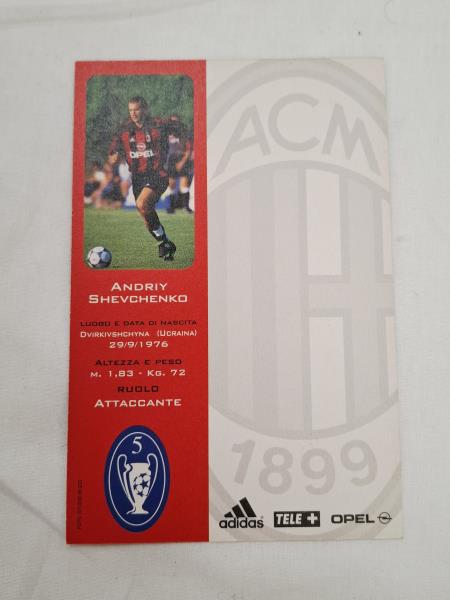 OPEL
ANDRIY
SHEVCHENKO
LUOGO E DATA DI NASCITA
DVIRKIVSHCHYNA (UCRAINA)
29/9/1976
ALTEZZA E PESO
M. 1,83 - KG. 72
RUOLO
ATTACCANTE
5
ACM
1899
adidas
TELE +
OPEL